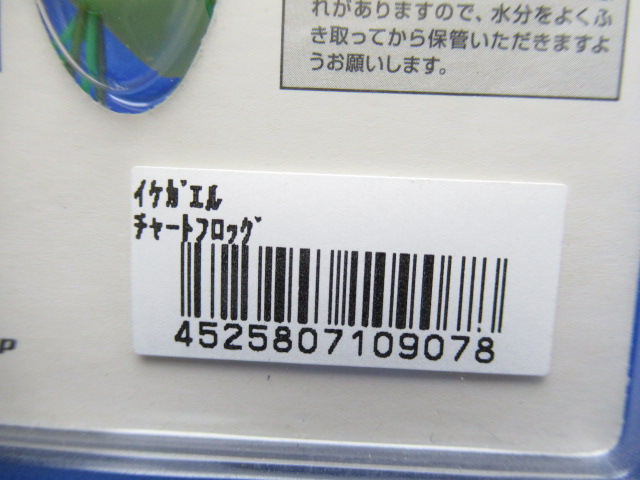 れがありますので、水分をよくふ
き取ってから保管いただきますよ
うお願いします。
ｲｹｶﾞｴﾙ
ﾁｬｰﾄﾌﾛｯｸﾞ
4525807109078
P